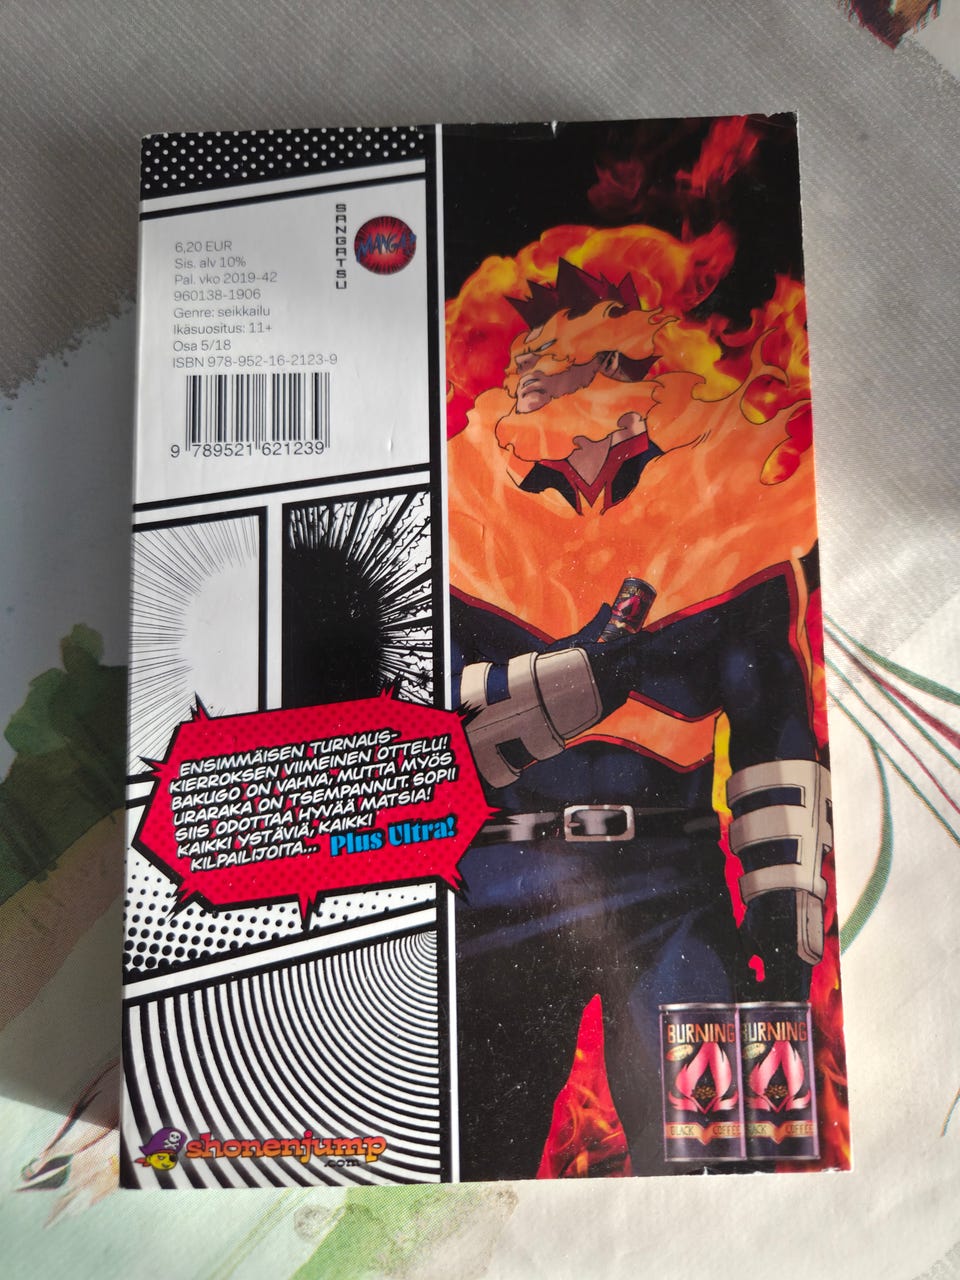 SANGATSU
MANGA!
6,20 EUR
Sis. alv 10%
Pal. vko 2019-42
960138-1906
Genre: seikkailu
Ikäsuositus: 11+
Osa 5/18
ISBN 978-952-16-2123-9
9 789521 621239
ENSIMMÄISEN TURNAUS-
KIERROKSEN VIIMEINEN OTTELU!
BAKUGO ON VAHVA, MUTTA MYÖS
URARAKA ON TSEMPANNUT. SOPII
SIIS ODOTTAA HYVÄÄ MATSIA!
KAIKKI YSTÄVIÄ, KAIKKI
KILPAILIJOITA... Plus Ultra!
BURNING BURNING
BLACK COFFEE BLACK COFFEE
shonenjump
.com